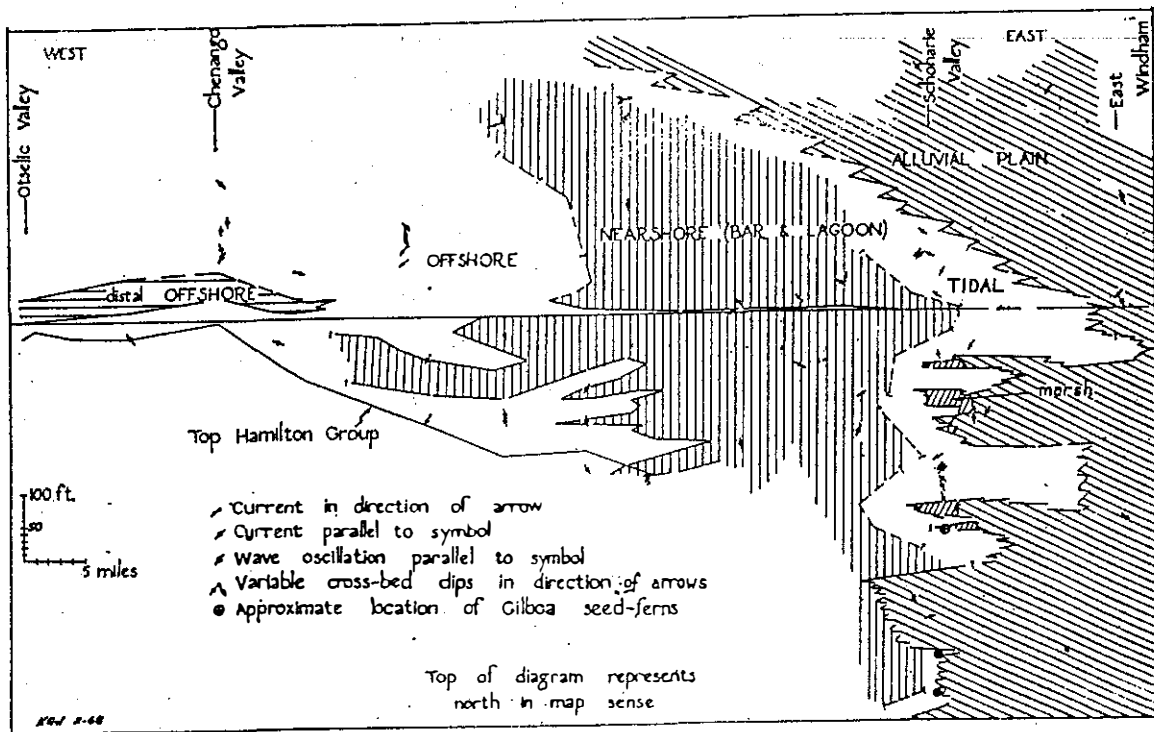 WEST
EAST
Otselic Valley
Chenango
Valley
Schoharie
Valley
East
Windham
ALLUVIAL PLAIN
NEARSHORE (BAR & LAGOON)
OFFSHORE
TIDAL
distal OFFSHORE
marsh
Top Hamilton Group
100 ft.
50
5 miles
Current in direction of arrow
Current parallel to symbol
Wave oscillation parallel to symbol
Variable cross-bed dips in direction of arrows
Approximate location of Gilboa seed-ferns
Top of diagram represents
north in map sense